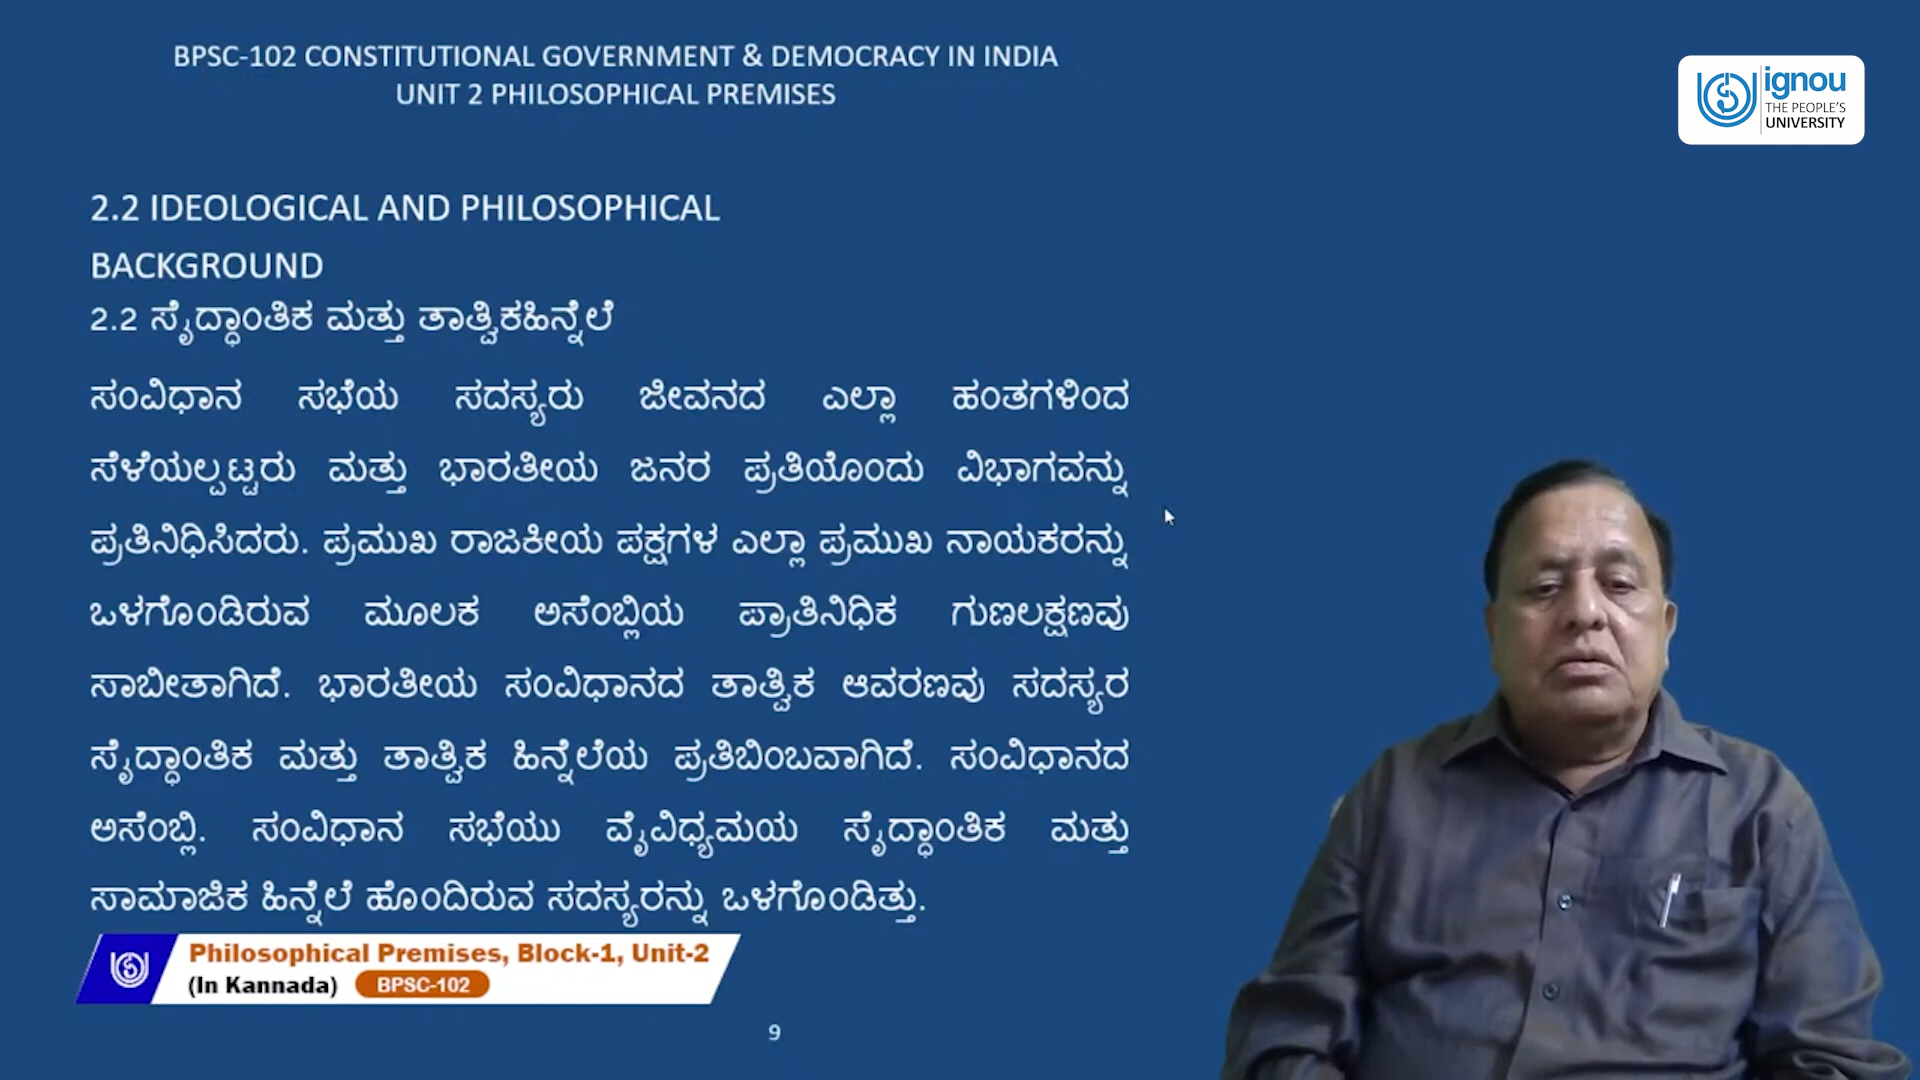 BPSC-102 CONSTITUTIONAL GOVERNMENT & DEMOCRACY IN INDIA
UNIT 2 PHILOSOPHICAL PREMISES
ignou
THE PEOPLE'S
UNIVERSITY
2.2 IDEOLOGICAL AND PHILOSOPHICAL
BACKGROUND
2.2 ಸೈದ್ಧಾಂತಿಕ ಮತ್ತು ತಾತ್ವಿಕಹಿನ್ನೆಲೆ
ಸಂವಿಧಾನ ಸಭೆಯ ಸದಸ್ಯರು ಜೀವನದ ಎಲ್ಲಾ ಹಂತಗಳಿಂದ
ಸೆಳೆಯಲ್ಪಟ್ಟರು ಮತ್ತು ಭಾರತೀಯ ಜನರ ಪ್ರತಿಯೊಂದು ವಿಭಾಗವನ್ನು
ಪ್ರತಿನಿಧಿಸಿದರು. ಪ್ರಮುಖ ರಾಜಕೀಯ ಪಕ್ಷಗಳ ಎಲ್ಲಾ ಪ್ರಮುಖ ನಾಯಕರನ್ನು
ಒಳಗೊಂಡಿರುವ ಮೂಲಕ ಅಸೆಂಬ್ಲಿಯ ಪ್ರಾತಿನಿಧಿಕ ಗುಣಲಕ್ಷಣವು
ಸಾಬೀತಾಗಿದೆ. ಭಾರತೀಯ ಸಂವಿಧಾನದ ತಾತ್ವಿಕ ಆವರಣವು ಸದಸ್ಯರ
ಸೈದ್ಧಾಂತಿಕ ಮತ್ತು ತಾತ್ವಿಕ ಹಿನ್ನೆಲೆಯ ಪ್ರತಿಬಿಂಬವಾಗಿದೆ. ಸಂವಿಧಾನದ
ಅಸೆಂಬ್ಲಿ. ಸಂವಿಧಾನ ಸಭೆಯು ವೈವಿಧ್ಯಮಯ ಸೈದ್ಧಾಂತಿಕ ಮತ್ತು
ಸಾಮಾಜಿಕ ಹಿನ್ನೆಲೆ ಹೊಂದಿರುವ ಸದಸ್ಯರನ್ನು ಒಳಗೊಂಡಿತ್ತು.
Philosophical Premises, Block-1, Unit-2
(In Kannada) BPSC-102
9